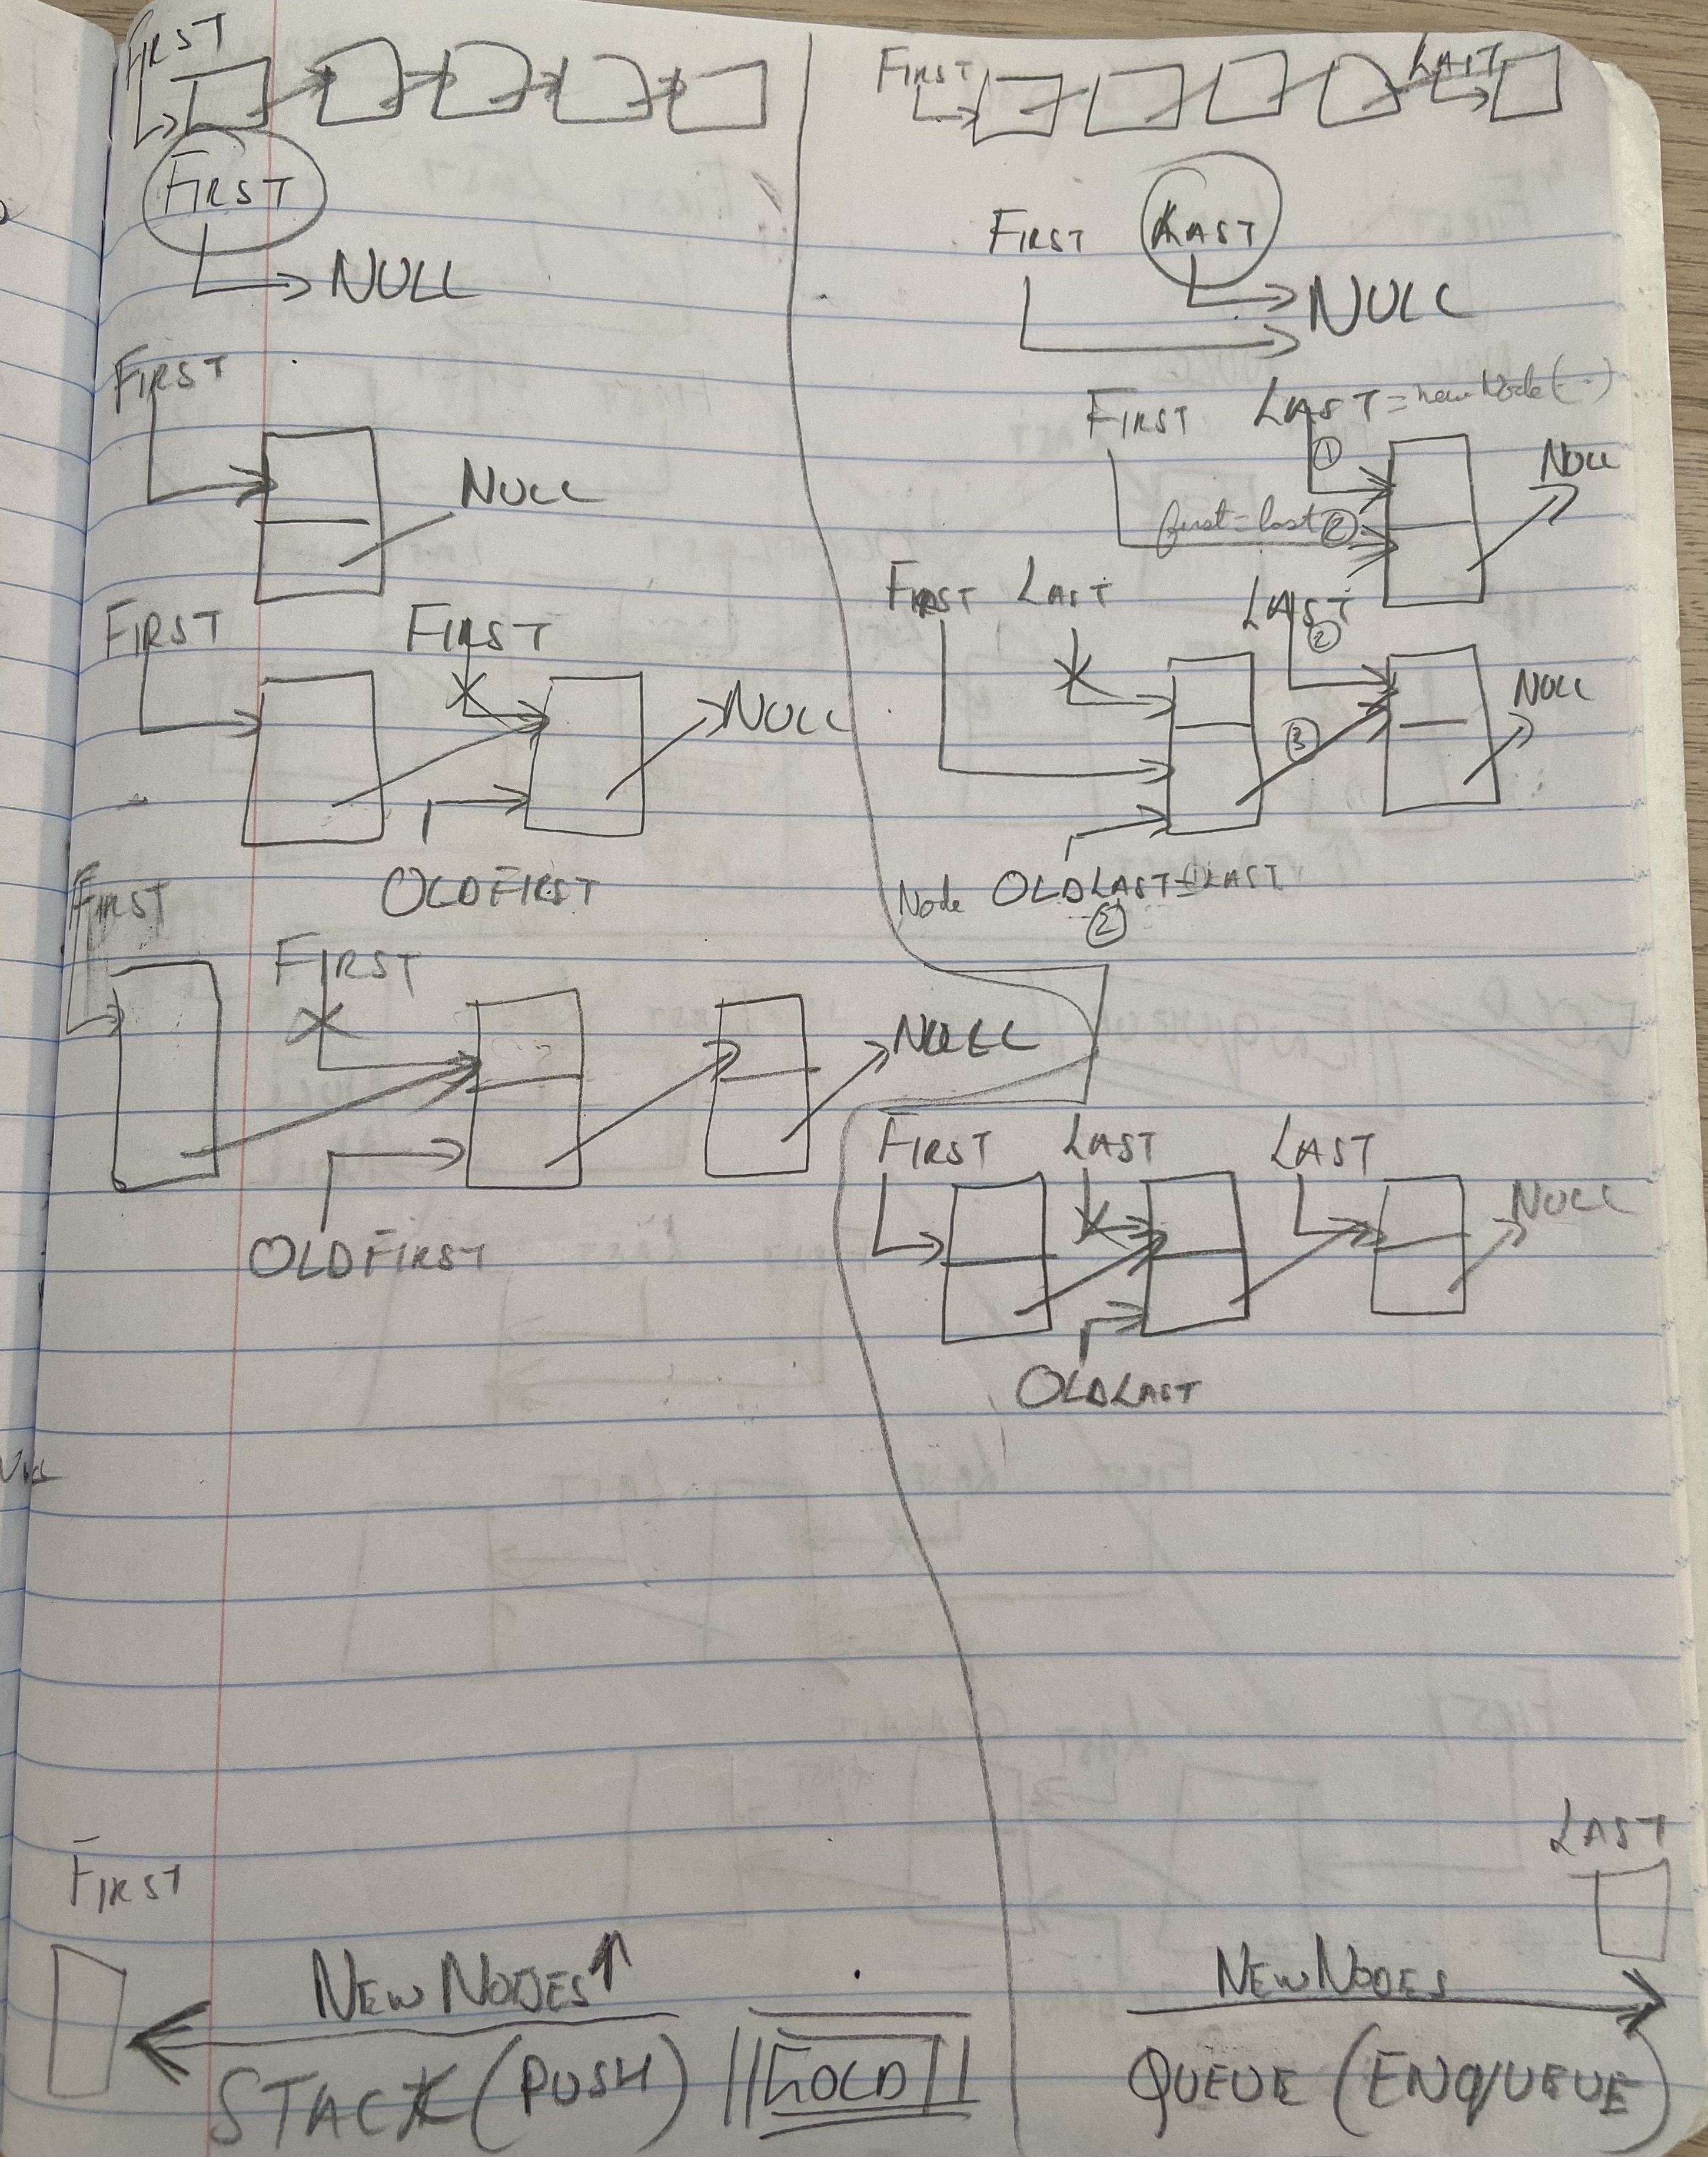 FIRST
FIRST
NULL
FIRST
NULL
FIRST FIRST
NULL
OLDFIRST
FIRST
FIRST
NULL
OLDFIRST
FIRST
NEW NODES
STACK (PUSH)
GOLD
FIRST LAST
FIRST LAST
NULL
FIRST LAST = new Node(--)
①
NULL
first=last ②
FIRST LAST LAST
②
NULL
③
Node OLDLAST = LAST
②
FIRST LAST LAST
NULL
OLDLAST
LAST
NEW NODES
QUEUE (ENQUEUE)